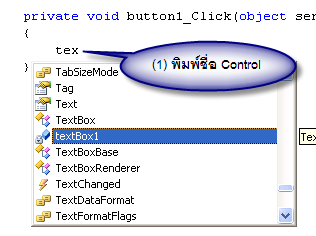 private void button1_Click(object ser
{
tex
(1) พิมพ์ชื่อ Control
}
TabSizeMode
Tag
Text
TextBox
textBox1
Tex
TextBoxBase
TextBoxRenderer
TextChanged
TextDataFormat
TextFormatFlags